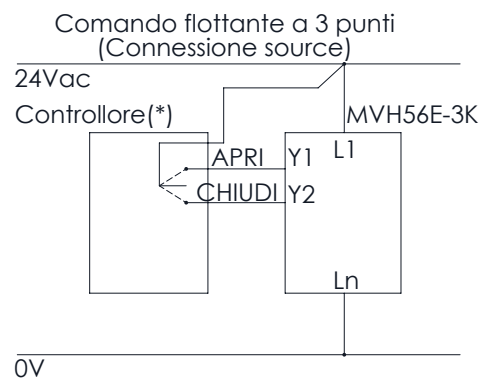 Comando flottante a 3 punti
(Connessione source)
24Vac
Controllore(*)
MVH56E-3K
APRI
Y1
L1
CHIUDI
Y2
Ln
0V